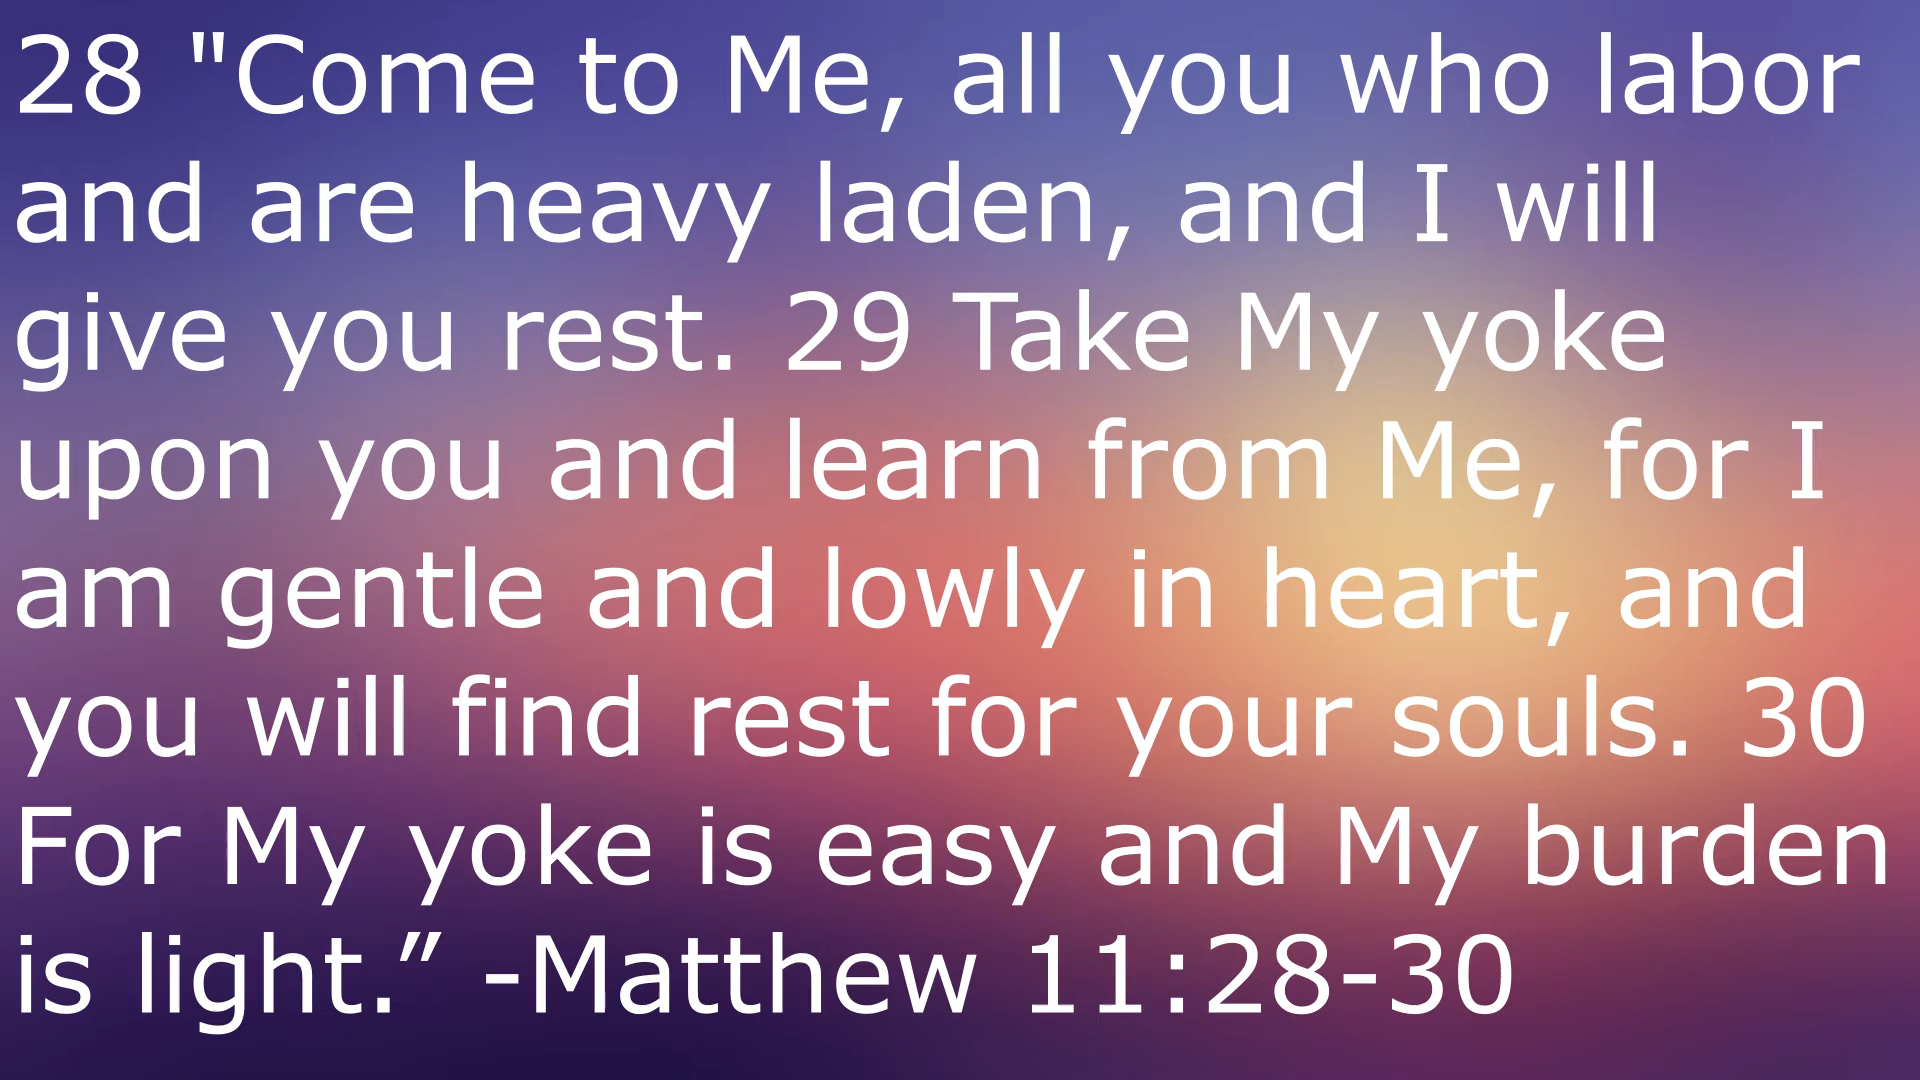 28 "Come to Me, all you who labor
and are heavy laden, and I will
give you rest. 29 Take My yoke
upon you and learn from Me, for I
am gentle and lowly in heart, and
you will find rest for your souls. 30
For My yoke is easy and My burden
is light.” -Matthew 11:28-30